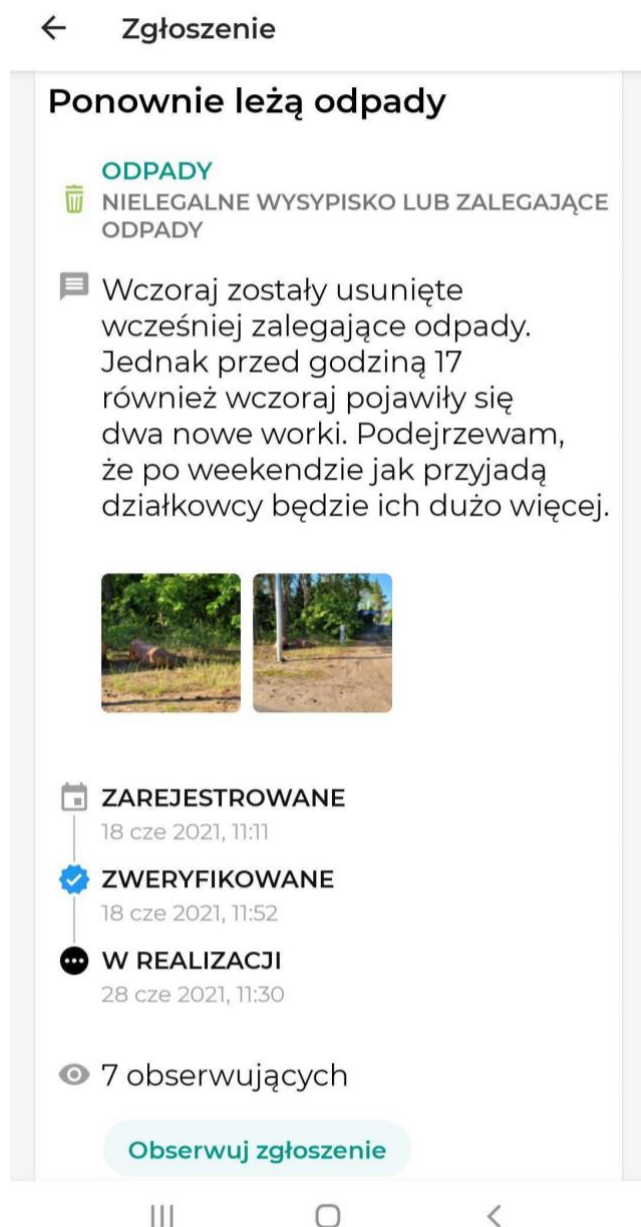 Zgłoszenie
Ponownie leżą odpady
ODPADY
NIELEGALNE WYSYPISKO LUB ZALEGAJĄCE
ODPADY
Wczoraj zostały usunięte
wcześniej zalegające odpady.
Jednak przed godziną 17
również wczoraj pojawiły się
dwa nowe worki. Podejrzewam,
że po weekendzie jak przyjadą
działkowcy będzie ich dużo więcej.
ZAREJESTROWANE
18 cze 2021, 11:11
ZWERYFIKOWANE
18 cze 2021, 11:52
W REALIZACJI
28 cze 2021, 11:30
7 obserwujących
Obserwuj zgłoszenie